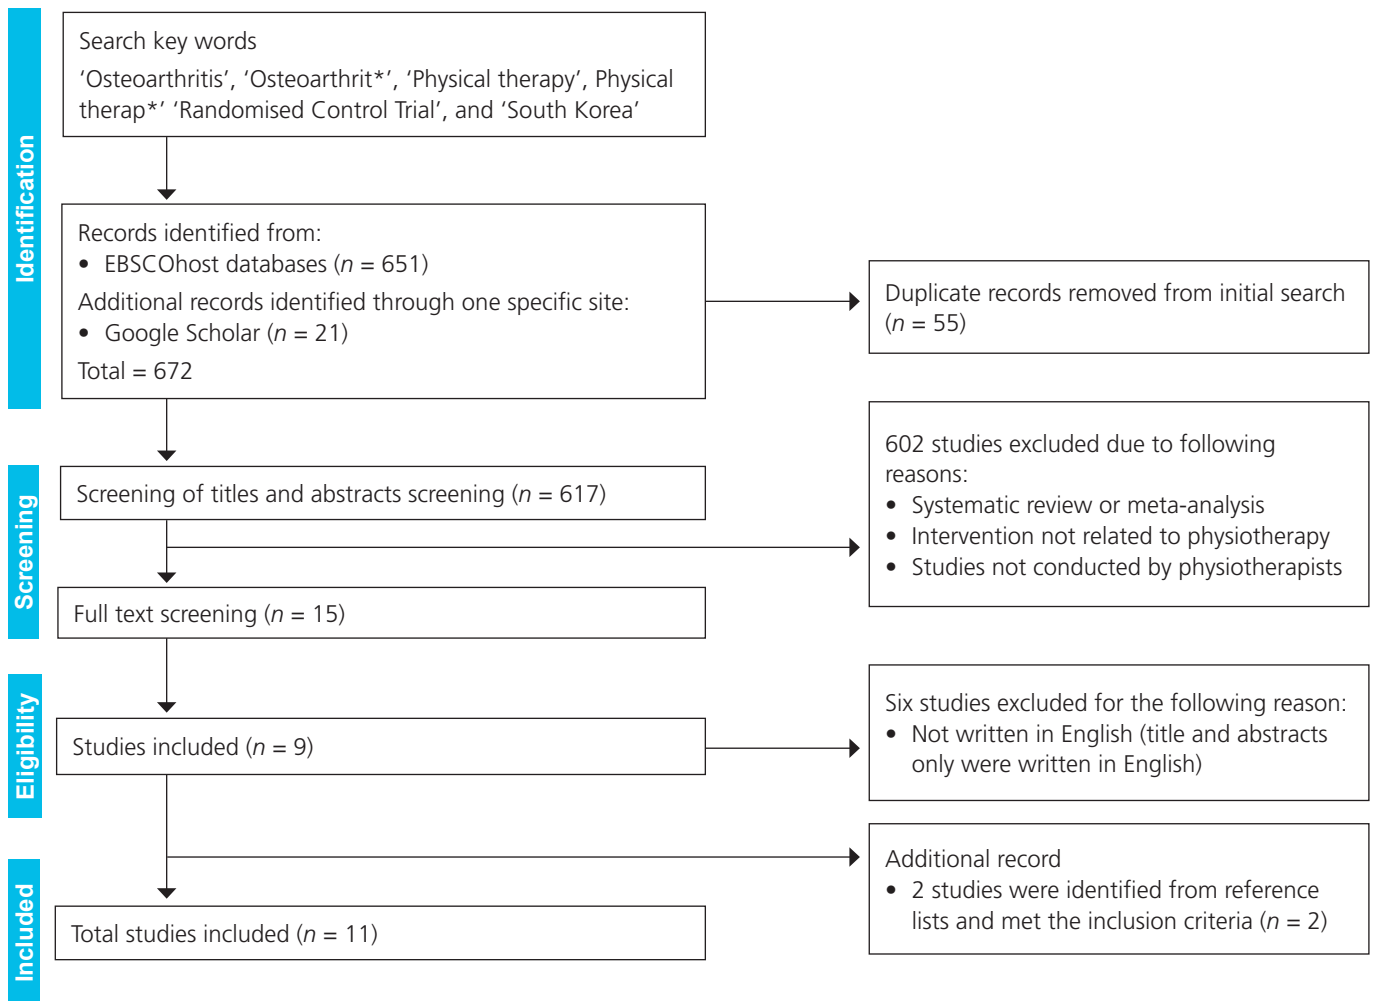 Identification
Search key words
‘Osteoarthritis’, ‘Osteoarthrit*’, ‘Physical therapy’, Physical
therap*’ ‘Randomised Control Trial’, and ‘South Korea’
Records identified from:
• EBSCOhost databases (n = 651)
Additional records identified through one specific site:
• Google Scholar (n = 21)
Total = 672
Duplicate records removed from initial search
(n = 55)
Screening
Screening of titles and abstracts screening (n = 617)
602 studies excluded due to following
reasons:
• Systematic review or meta-analysis
• Intervention not related to physiotherapy
• Studies not conducted by physiotherapists
Full text screening (n = 15)
Eligibility
Studies included (n = 9)
Six studies excluded for the following reason:
• Not written in English (title and abstracts
only were written in English)
Included
Additional record
• 2 studies were identified from reference
lists and met the inclusion criteria (n = 2)
Total studies included (n = 11)